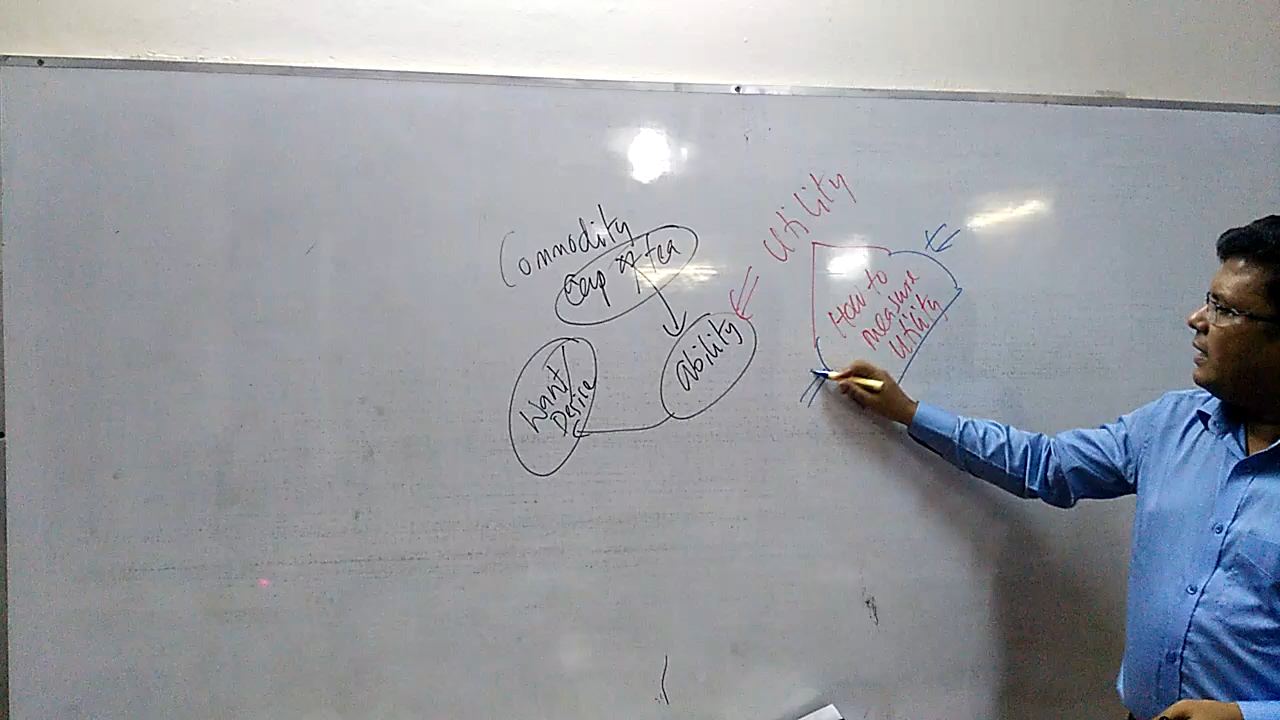 Commodity
Cup of tea
Want/
Desire
ability
Utility
How to
measure
utility